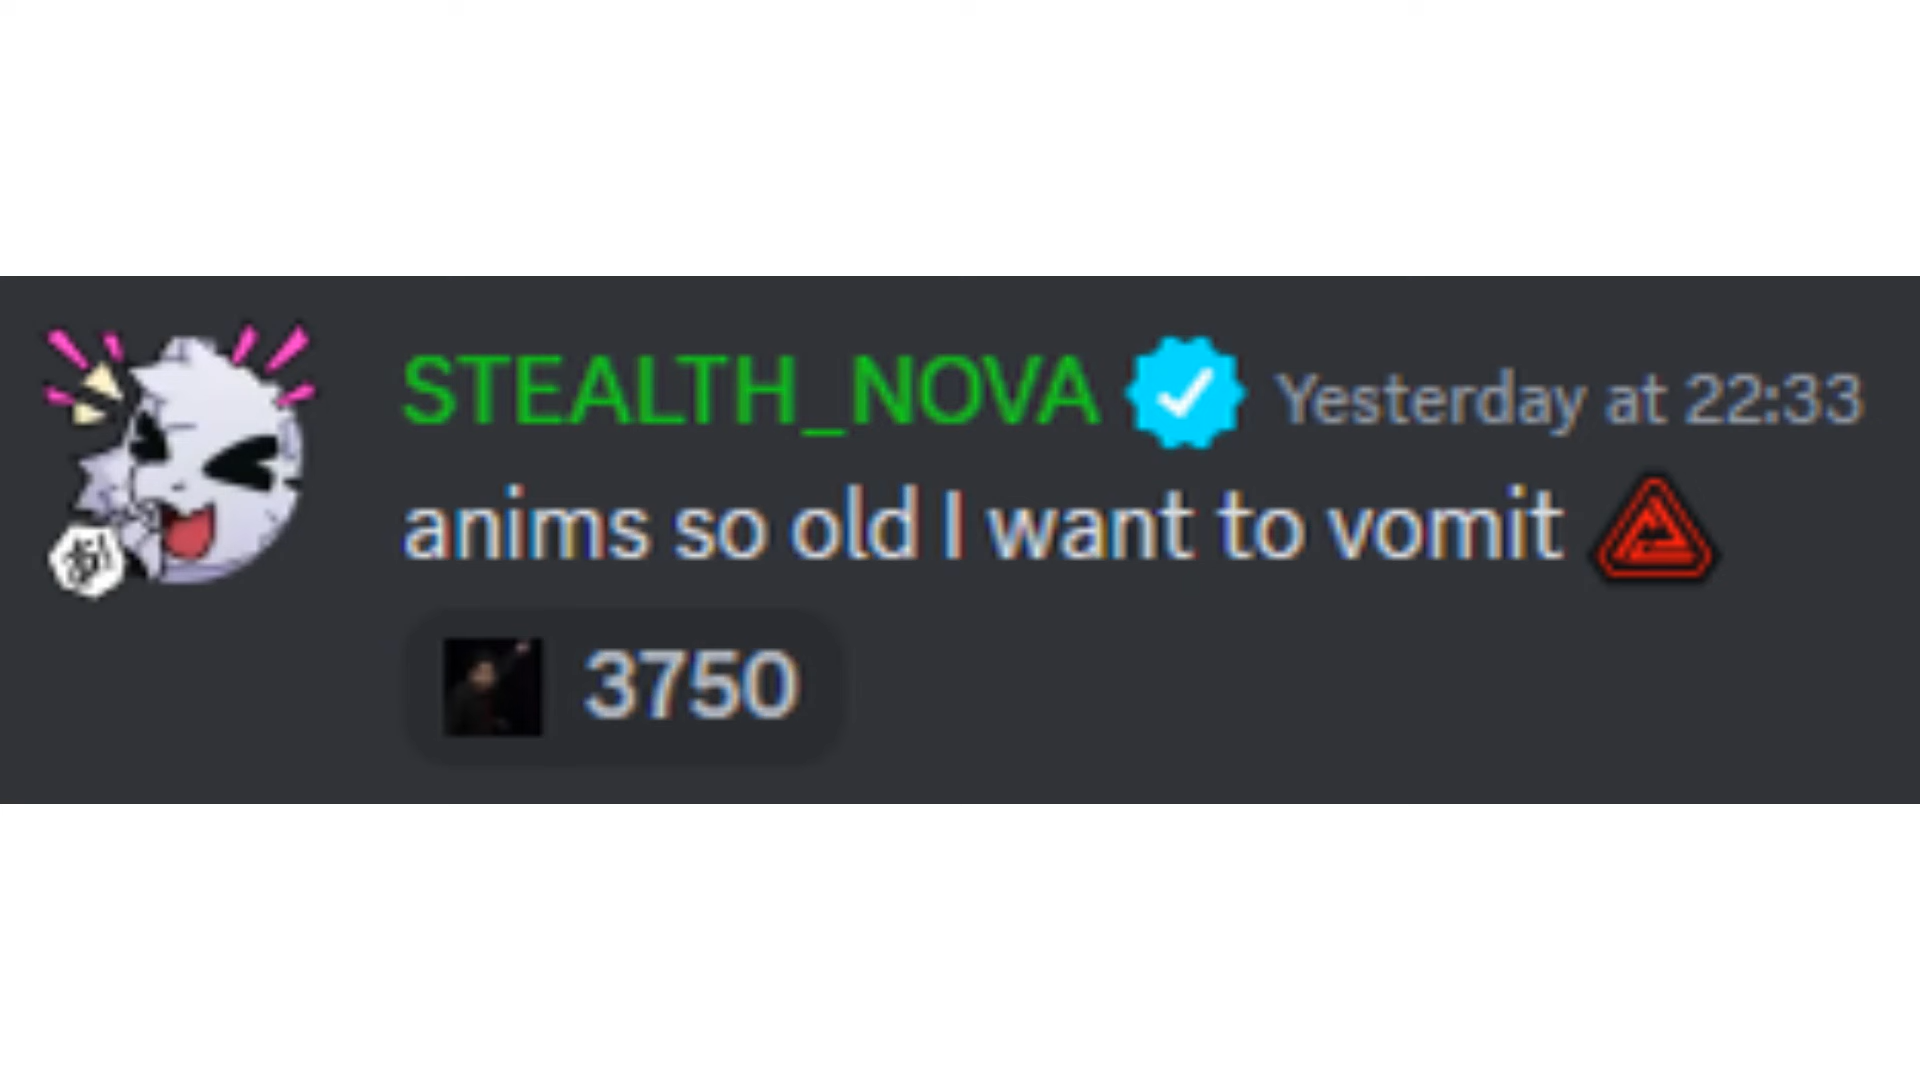 STEALTH_NOVA Yesterday at 22:33
anims so old I want to vomit
3750